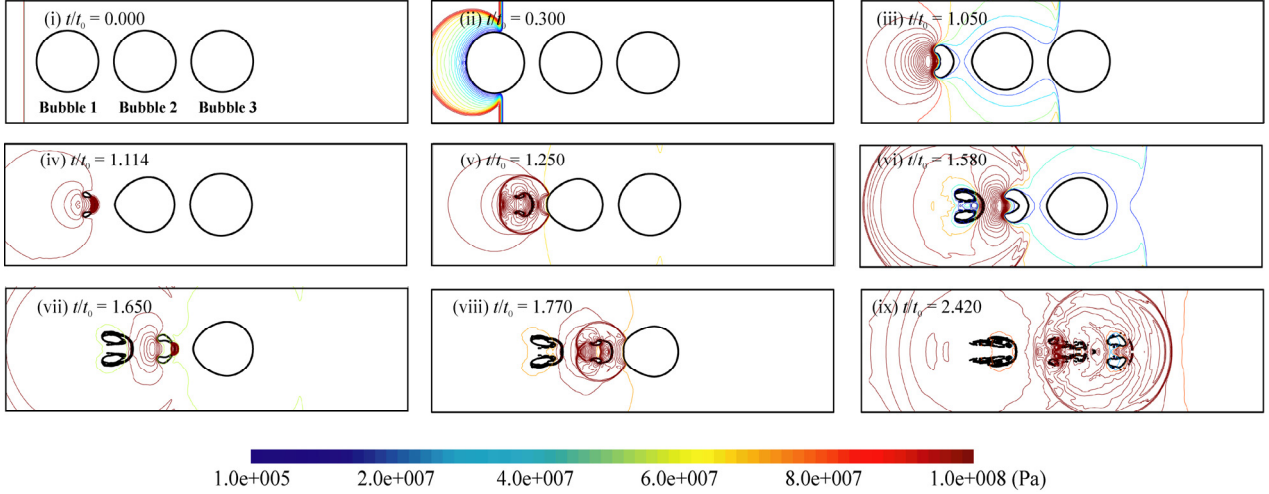 (i) t/t₀ = 0.000
Bubble 1 Bubble 2 Bubble 3
(ii) t/t₀ = 0.300
(iii) t/t₀ = 1.050
(iv) t/t₀ = 1.114
(v) t/t₀ = 1.250
(vi) t/t₀ = 1.580
(vii) t/t₀ = 1.650
(viii) t/t₀ = 1.770
(ix) t/t₀ = 2.420
1.0e+005 2.0e+007 4.0e+007 6.0e+007 8.0e+007 1.0e+008 (Pa)